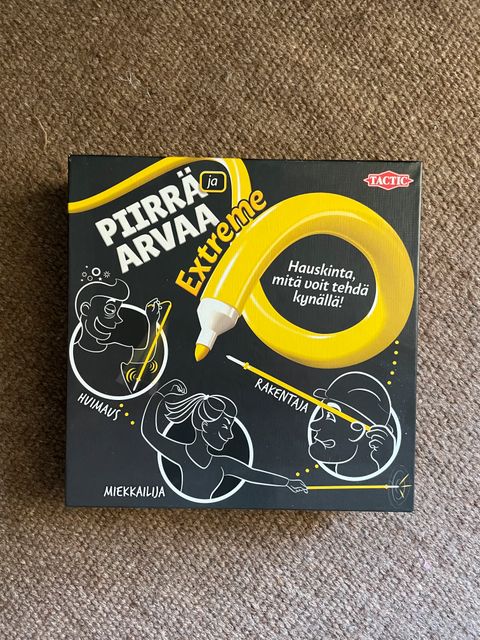 TACTIC
PIIRRÄ ja
ARVAA
Extreme
Hauskinta,
mitä voit tehdä
kynällä!
HUIMAUS
RAKENTAJA
MIEKKAILIJA